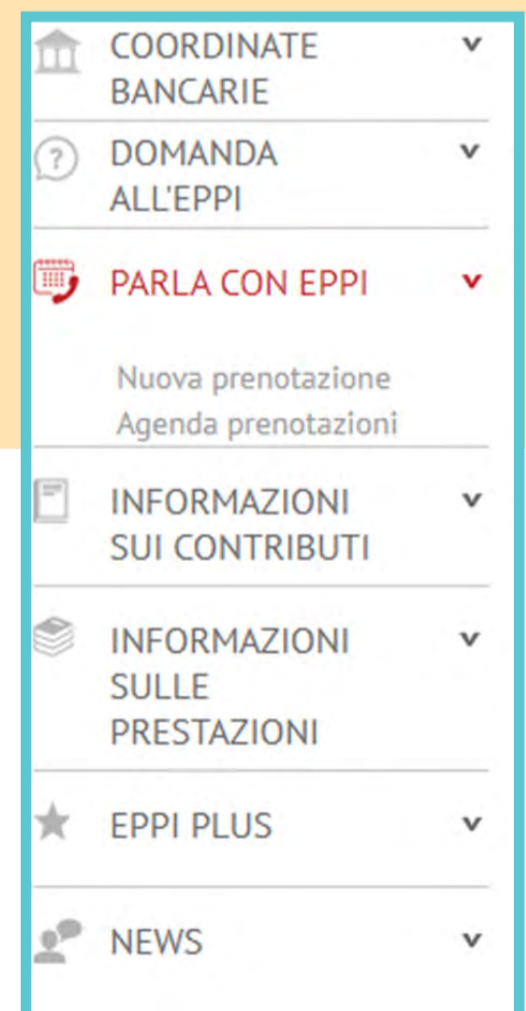 COORDINATE
BANCARIE
DOMANDA
ALL'EPPI
PARLA CON EPPI
Nuova prenotazione
Agenda prenotazioni
INFORMAZIONI
SUI CONTRIBUTI
INFORMAZIONI
SULLE
PRESTAZIONI
EPPI PLUS
NEWS